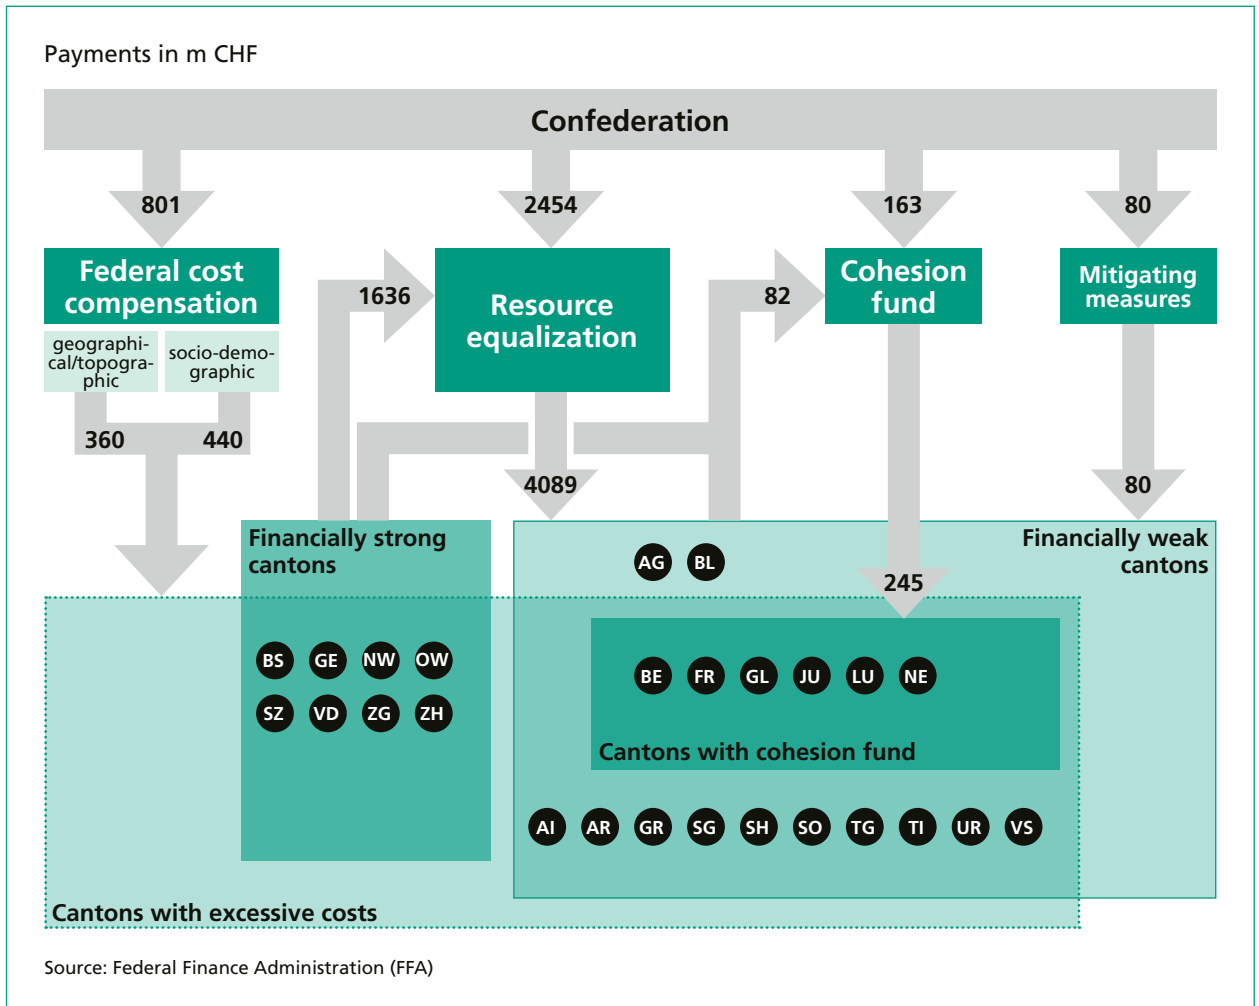 Payments in m CHF
Confederation
801
2454
163
80
Federal cost
compensation
1636
Resource
equalization
82
Cohesion
fund
Mitigating
measures
geographi-
cal/topogra-
phic
socio-demo-
graphic
360
440
4089
80
Financially strong
cantons
Financially weak
cantons
AG BL
245
BS GE NW OW
SZ VD ZG ZH
BE FR GL JU LU NE
Cantons with cohesion fund
AI AR GR SG SH SO TG TI UR VS
Cantons with excessive costs
Source: Federal Finance Administration (FFA)